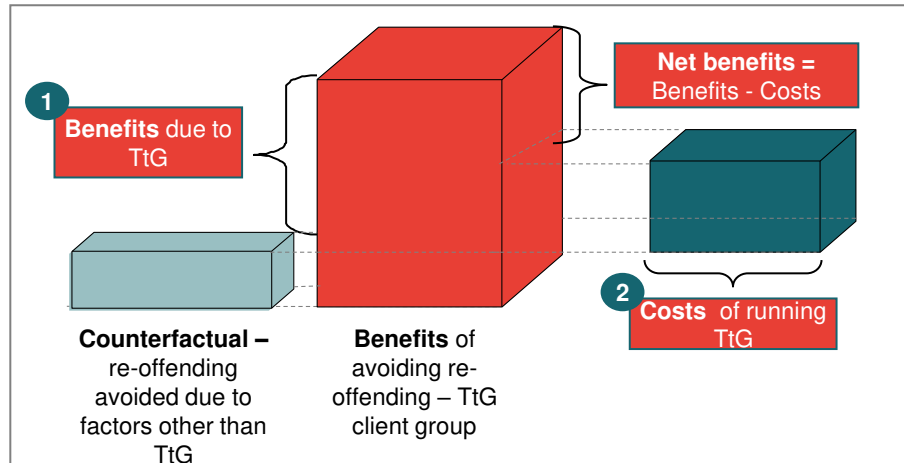 1
Benefits due to
TtG
Net benefits =
Benefits - Costs
2
Costs of running
TtG
Counterfactual –
re-offending
avoided due to
factors other than
TtG
Benefits of
avoiding re-
offending – TtG
client group